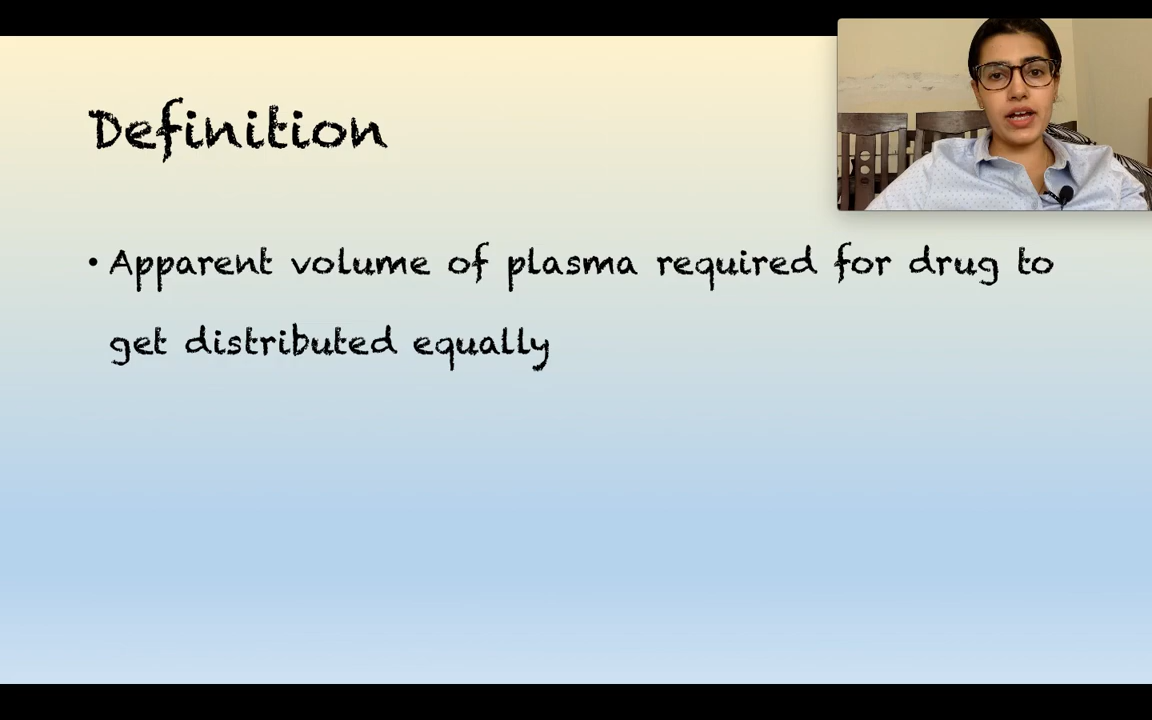 Definition
• Apparent volume of plasma required for drug to
get distributed equally